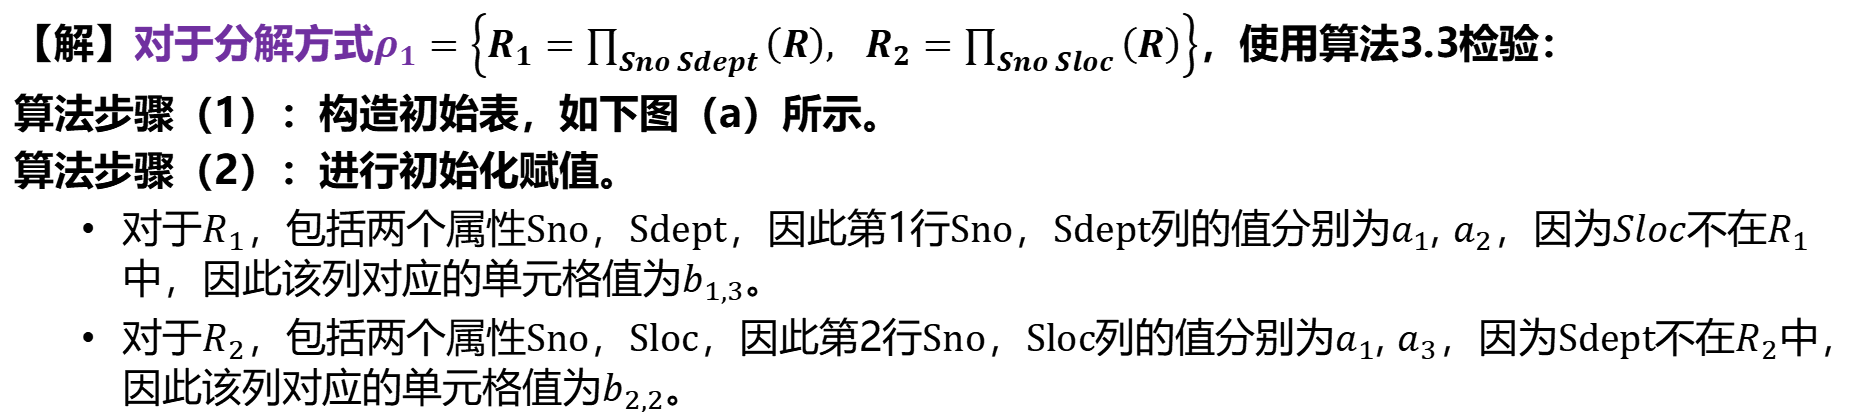 【解】对于分解方式ρ₁ = {R₁ = ∏_{Sno Sdept}(R), R₂ = ∏_{Sno Sloc}(R)}，使用算法3.3检验：
算法步骤（1）：构造初始表，如下图（a）所示。
算法步骤（2）：进行初始化赋值。
• 对于R₁，包括两个属性Sno，Sdept，因此第1行Sno，Sdept列的值分别为a₁, a₂，因为Sloc不在R₁
中，因此该列对应的单元格值为b₁,₃。
• 对于R₂，包括两个属性Sno，Sloc，因此第2行Sno，Sloc列的值分别为a₁, a₃，因为Sdept不在R₂中，
因此该列对应的单元格值为b₂,₂。